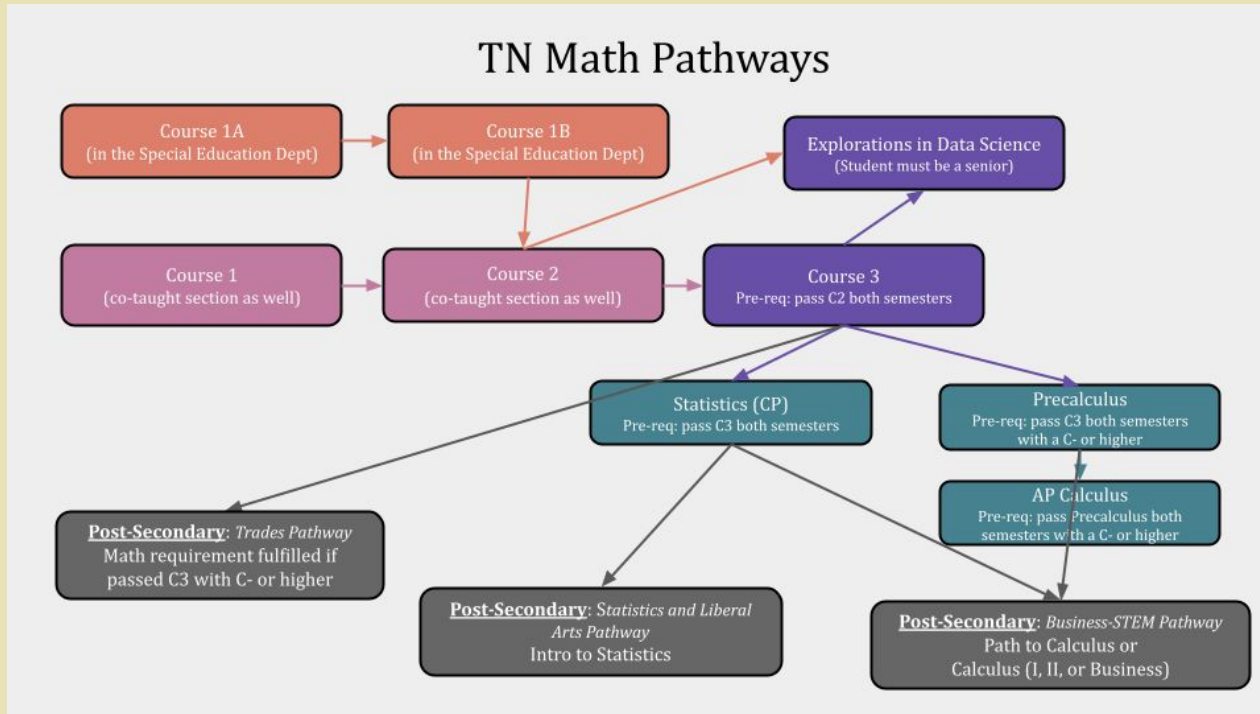 TN Math Pathways
Course 1A
(in the Special Education Dept)
Course 1B
(in the Special Education Dept)
Explorations in Data Science
(Student must be a senior)
Course 1
(co-taught section as well)
Course 2
(co-taught section as well)
Course 3
Pre-req: pass C2 both semesters
Statistics (CP)
Pre-req: pass C3 both semesters
Precalculus
Pre-req: pass C3 both semesters
with a C- or higher
AP Calculus
Pre-req: pass Precalculus both
semesters with a C- or higher
Post-Secondary: Trades Pathway
Math requirement fulfilled if
passed C3 with C- or higher
Post-Secondary: Statistics and Liberal
Arts Pathway
Intro to Statistics
Post-Secondary: Business-STEM Pathway
Path to Calculus or
Calculus (I, II, or Business)